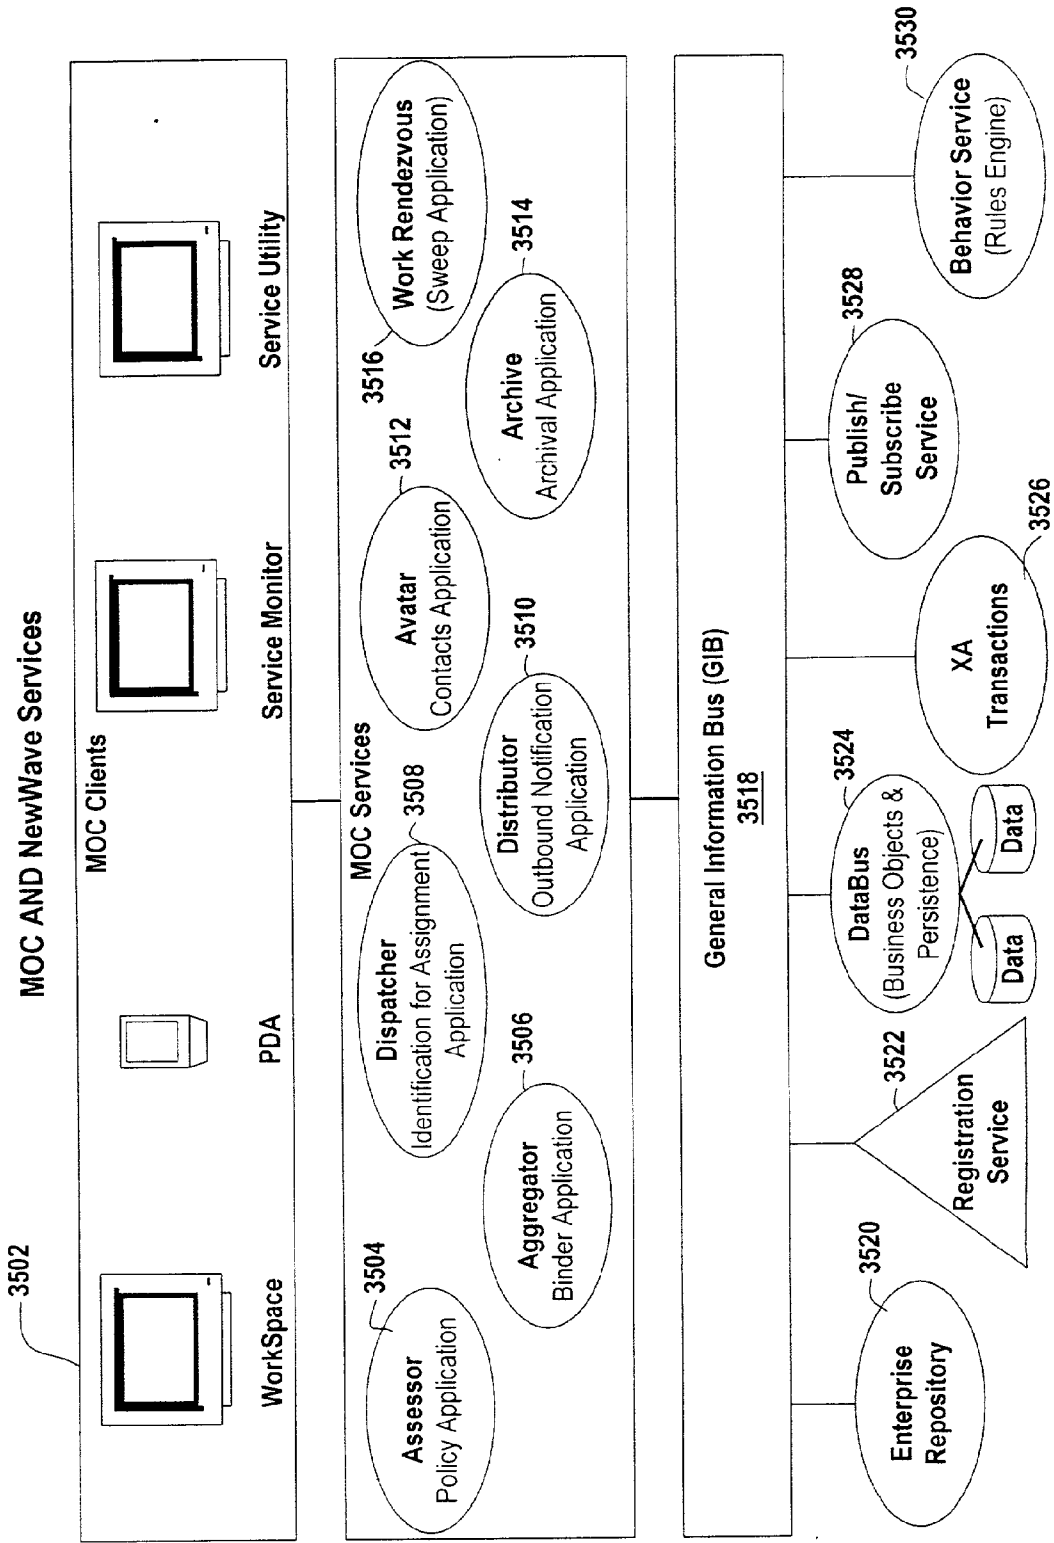 MOC AND NewWave Services
3502
MOC Clients
WorkSpace
PDA
Service Monitor
Service Utility
MOC Services
3504
Assessor
Policy Application
3506
Aggregator
Binder Application
3508
Dispatcher
Identification for Assignment
Application
3510
Distributor
Outbound Notification
Application
3512
Avatar
Contacts Application
3514
Archive
Archival Application
3516
Work Rendezvous
(Sweep Application)
General Information Bus (GIB)
3518
3520
Enterprise
Repository
3522
Registration
Service
3524
DataBus
(Business Objects &
Persistence)
Data
Data
3526
XA
Transactions
3528
Publish/
Subscribe
Service
3530
Behavior Service
(Rules Engine)